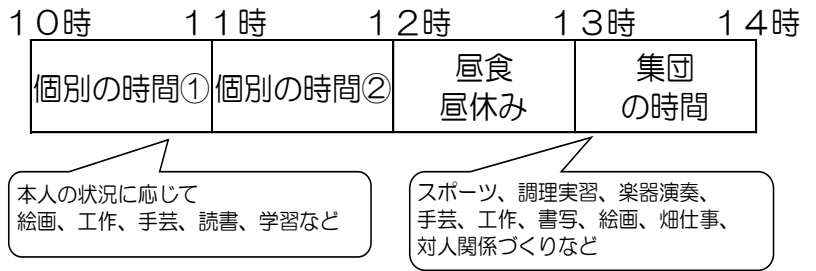 １０時　１１時　１２時　１３時　１４時
個別の時間①
個別の時間②
昼食
昼休み
集団
の時間
本人の状況に応じて
絵画、工作、手芸、読書、学習など
スポーツ、調理実習、楽器演奏、
手芸、工作、書写、絵画、畑仕事、
対人関係づくりなど